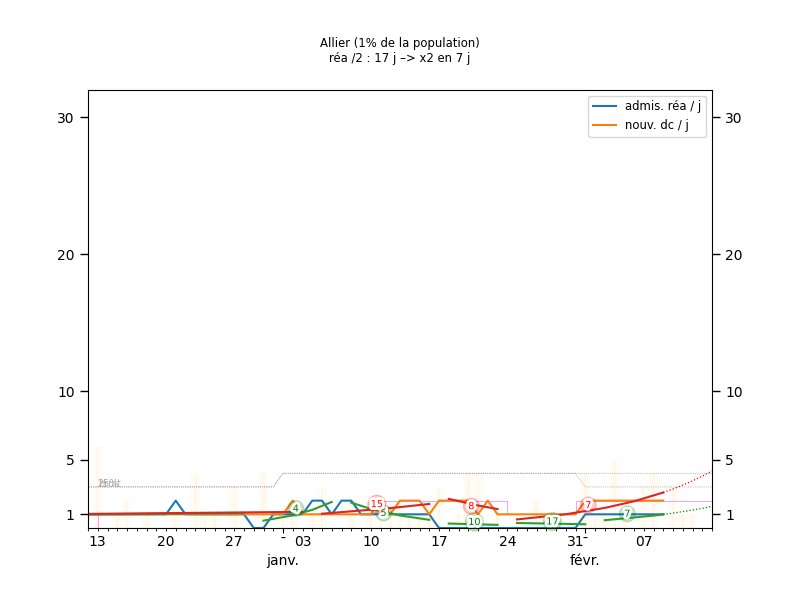 Allier (1% de la population)
réa /2 : 17 j –> x2 en 7 j
admis. réa / j
nouv. dc / j
30 30
20 20
10 10
5 5
1 1
4 15 5 8 10 17 7 7
13 20 27 - 03 10 17 24 31 - 07
janv. févr.